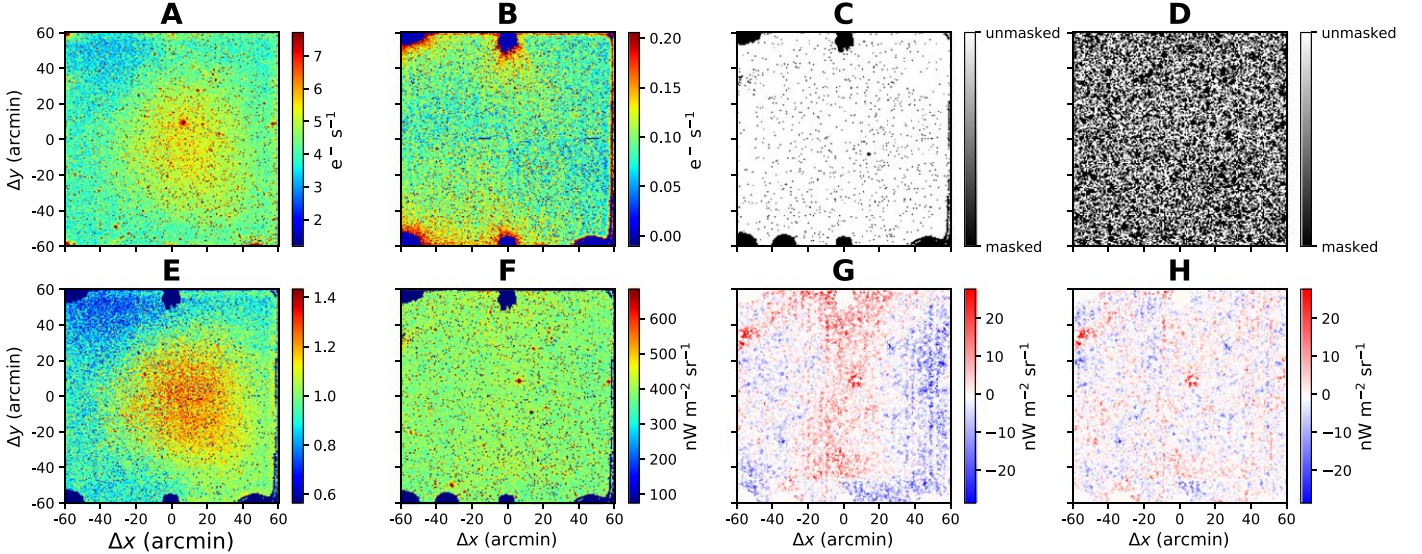 A B C D
60 40 20 0 -20 -40 -60
Δy (arcmin)
7 6 5 4 3 2
e⁻ s⁻¹
0.20 0.15 0.10 0.05 0.00
e⁻ s⁻¹
unmasked masked
unmasked masked
E F G H
60 40 20 0 -20 -40 -60
Δy (arcmin)
1.4 1.2 1.0 0.8 0.6
600 500 400 300 200 100
nW m⁻² sr⁻¹
20 10 0 −10 −20
nW m⁻² sr⁻¹
20 10 0 −10 −20
nW m⁻² sr⁻¹
-60 -40 -20 0 20 40 60
-60 -40 -20 0 20 40 60
-60 -40 -20 0 20 40 60
-60 -40 -20 0 20 40 60
Δx (arcmin)
Δx (arcmin)
Δx (arcmin)
Δx (arcmin)